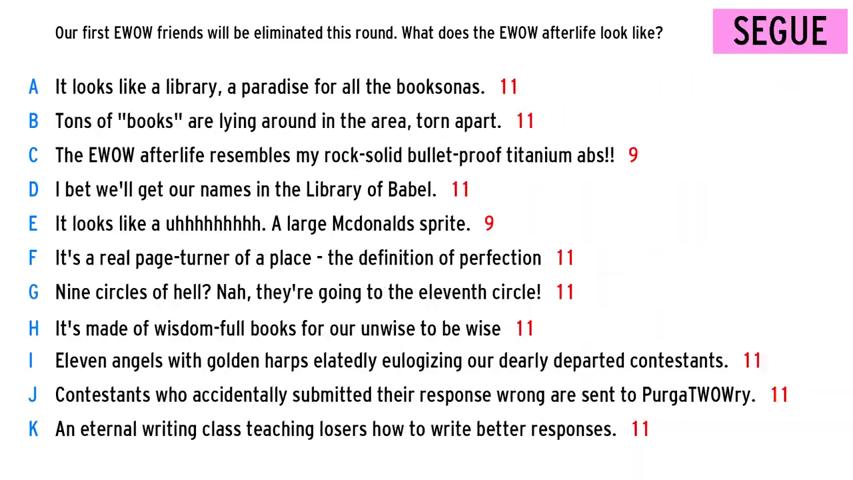 Our first EWOW friends will be eliminated this round. What does the EWOW afterlife look like?
SEGUE
A It looks like a library, a paradise for all the booksonas. 11
B Tons of "books" are lying around in the area, torn apart. 11
C The EWOW afterlife resembles my rock-solid bullet-proof titanium abs!! 9
D I bet we'll get our names in the Library of Babel. 11
E It looks like a uhhhhhhhhh. A large Mcdonalds sprite. 9
F It's a real page-turner of a place - the definition of perfection 11
G Nine circles of hell? Nah, they're going to the eleventh circle! 11
H It's made of wisdom-full books for our unwise to be wise 11
I Eleven angels with golden harps elatedly eulogizing our dearly departed contestants. 11
J Contestants who accidentally submitted their response wrong are sent to PurgaTWOWry. 11
K An eternal writing class teaching losers how to write better responses. 11